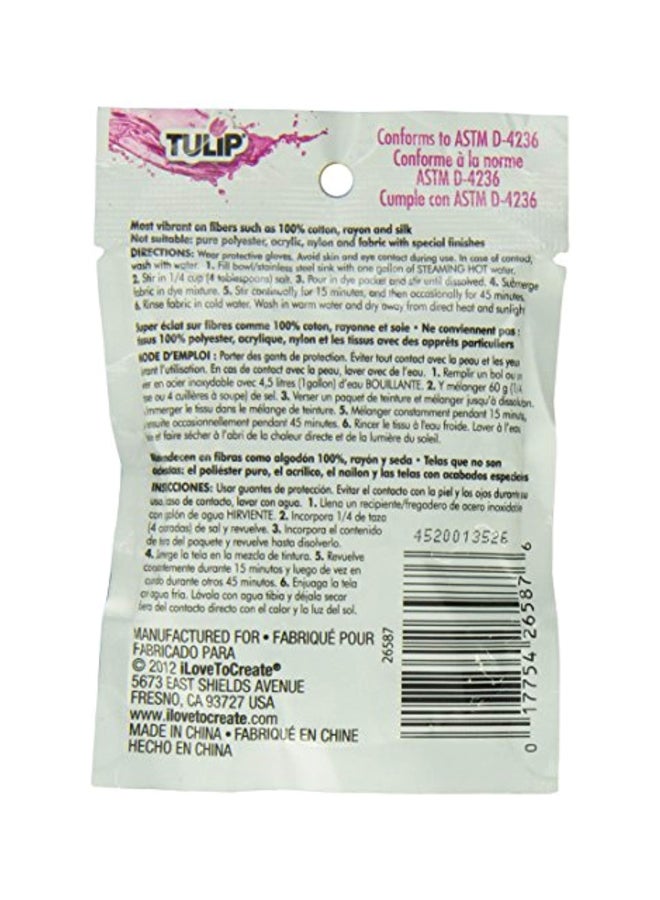 TULIP
Conforms to ASTM D-4236
Conforme à la norme
ASTM D-4236
Cumple con ASTM D-4236
Most vibrant on fibers such as 100% cotton, rayon and silk
Not suitable: pure polyester, acrylic, nylon and fabric with special finishes
DIRECTIONS: Wear protective gloves. Avoid skin and eye contact during use. In case of contact,
wash with water. 1. Fill bowl/stainless steel sink with one gallon of STEAMING HOT water.
2. Stir in 1/4 cup (4 tablespoons) salt. 3. Pour in dye packet and stir until dissolved. 4. Submerge
fabric in dye mixture. 5. Stir continually for 15 minutes, and then occasionally for 45 minutes.
6. Rinse fabric in cold water. Wash in warm water and dry away from direct heat and sunlight
Super éclat sur fibres comme 100% coton, rayonne et soie • Ne conviennent pas :
tissus 100% polyester, acrylique, nylon et les tissus avec des apprêts particuliers
MODE D'EMPLOI : Porter des gants de protection. Éviter tout contact avec la peau et les yeux
l'utilisation. En cas de contact avec la peau, laver avec de l'eau. 1. Remplir un bol ou
en acier inoxydable avec 4,5 litres (1gallon) d'eau BOUILLANTE. 2. Y mélanger 60 g (1/4
ou 4 cuillères à soupe) de sel. 3. Verser un paquet de teinture et mélanger jusqu'à
Immerger le tissu dans le mélange de teinture. 5. Mélanger constamment pendant 15
occasionnellement pendant 45 minutes. 6. Rincer le tissu à l'eau froide. Laver à l'eau
et faire sécher à l'abri de la chaleur directe et de la lumière du soleil.
en fibras como algodón 100%, rayón y seda • Telas que no son
el poliéster puro, el acrílico, el nailon y las telas con acabados especiales
Usar guantes de protección. Evitar el contacto con la piel y los ojos durante su
caso de contacto, lavar con agua. 1. Llena un recipiente/fregadero de acero inoxidable
de agua HIRVIENTE. 2. Incorpora 1/4 de taza
de sal y revuelve. 3. Incorpora el contenido
del paquete y revuelve hasta disolverlo.
4. la tela en la mezcla de tintura. 5. Revuelve
durante 15 minutos y luego de vez en
durante otros 45 minutos. 6. Enjuaga la tela
agua fría. Lávala con agua tibia y déjala secar
del contacto directo con el calor y la luz del sol.
4520013526
MANUFACTURED FOR • FABRIQUÉ POUR
FABRICADO PARA
© 2012 iLoveToCreate®
5673 EAST SHIELDS AVENUE
FRESNO, CA 93727 USA
www.ilovetocreate.com
MADE IN CHINA • FABRIQUÉ EN CHINE
HECHO EN CHINA
26587
0 17754 26587 6